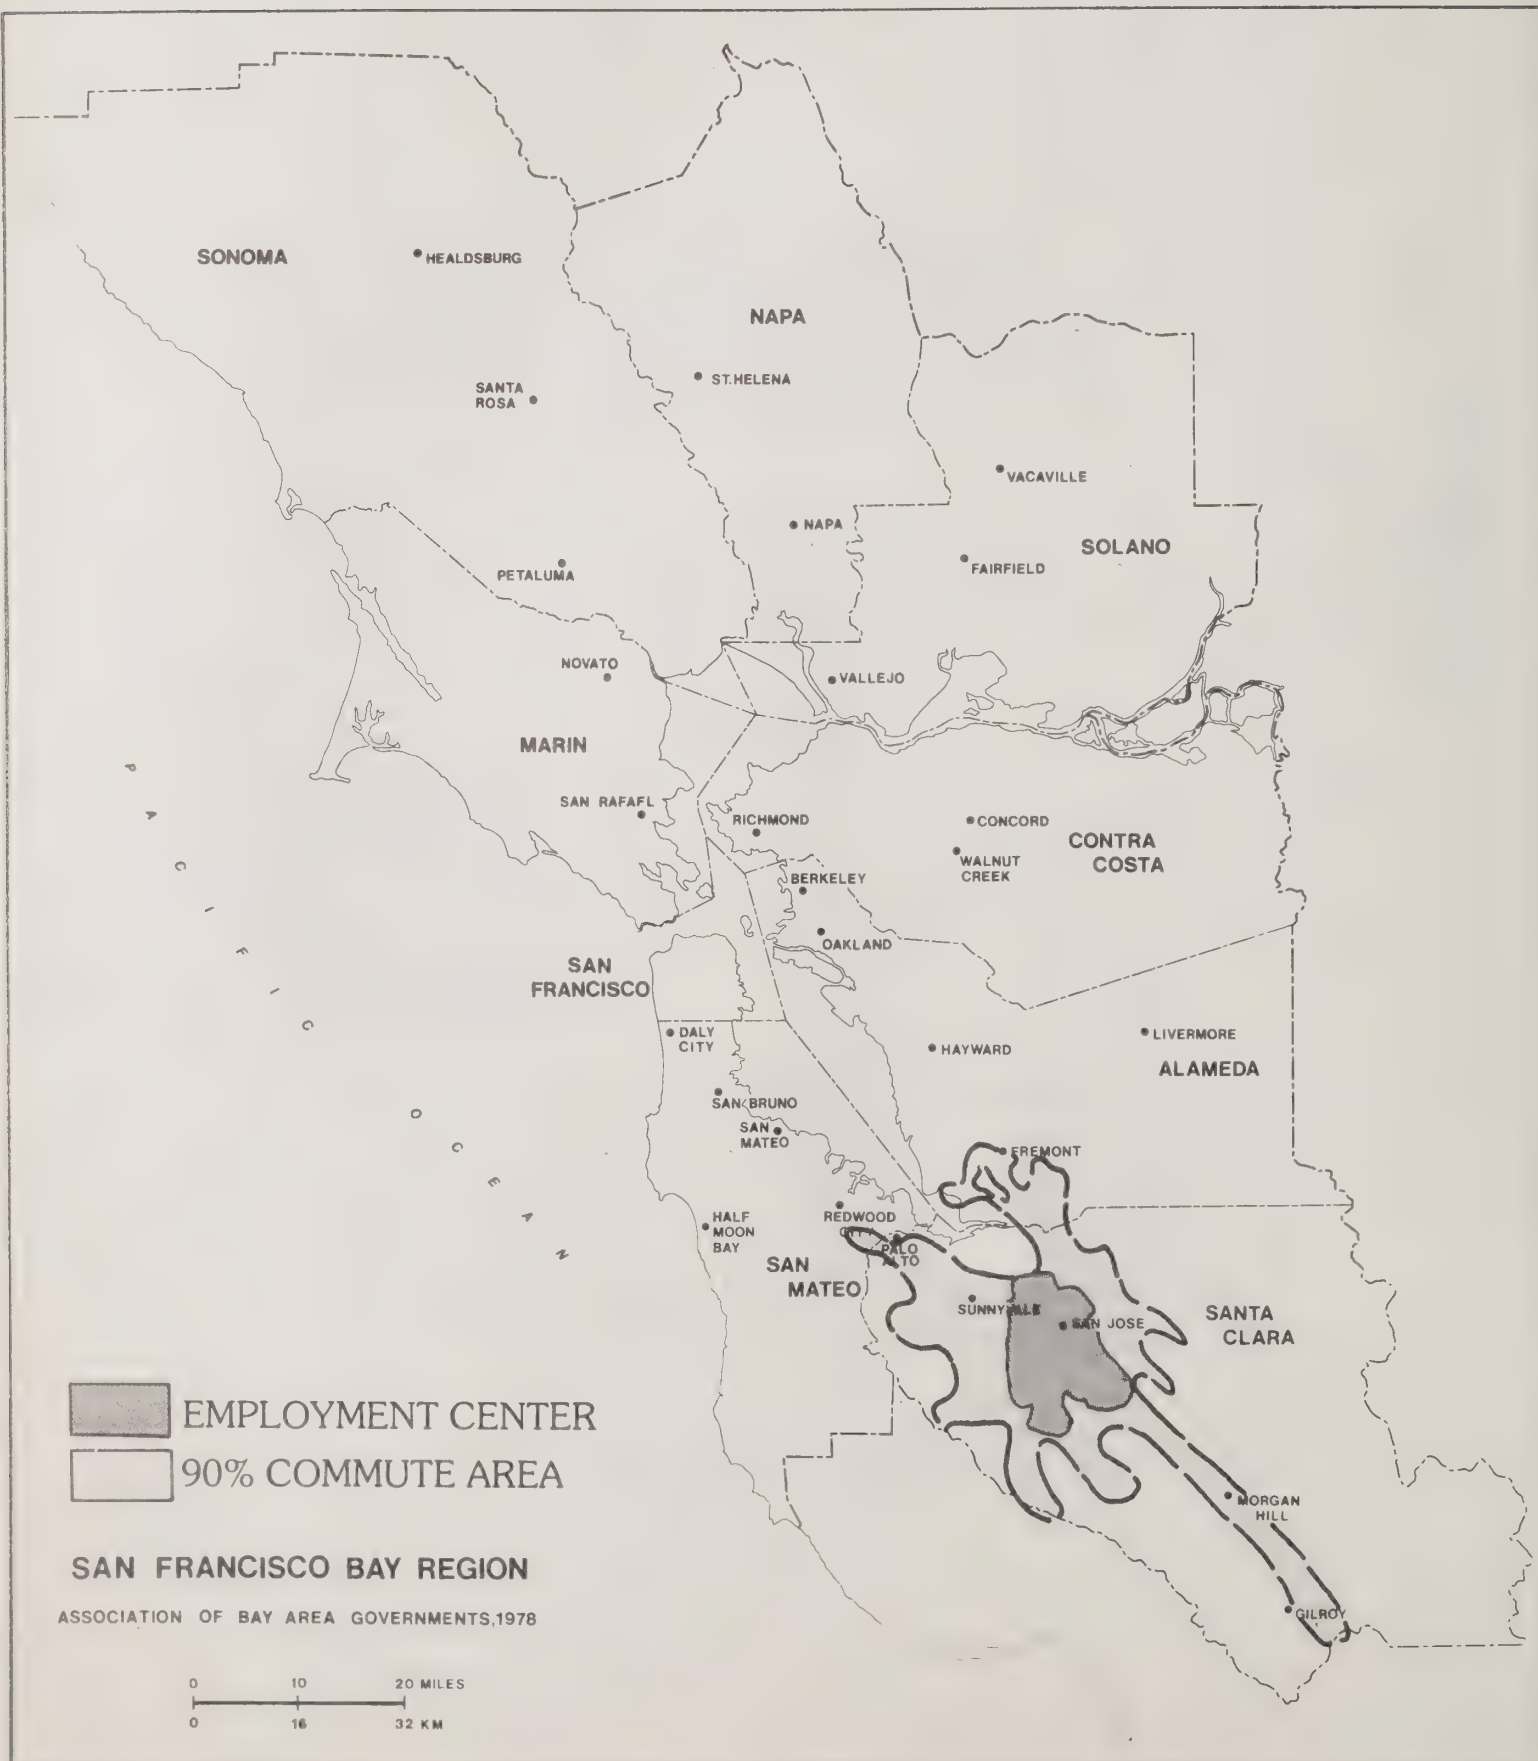 SONOMA
HEALDSBURG
NAPA
ST.HELENA
SANTA
ROSA
VACAVILLE
NAPA
SOLANO
FAIRFIELD
PETALUMA
NOVATO
VALLEJO
MARIN
SAN RAFAEL
RICHMOND
CONCORD
CONTRA
COSTA
WALNUT
CREEK
BERKELEY
OAKLAND
SAN
FRANCISCO
PACIFIC OCEAN
DALY
CITY
HAYWARD
LIVERMORE
ALAMEDA
SAN BRUNO
SAN
MATEO
FREMONT
REDWOOD
CITY
HALF
MOON
BAY
PALO
ALTO
SAN
MATEO
SUNNYVALE
SAN JOSE
SANTA
CLARA
MORGAN
HILL
GILROY
EMPLOYMENT CENTER
90% COMMUTE AREA
SAN FRANCISCO BAY REGION
ASSOCIATION OF BAY AREA GOVERNMENTS,1978
0 10 20 MILES
0 16 32 KM